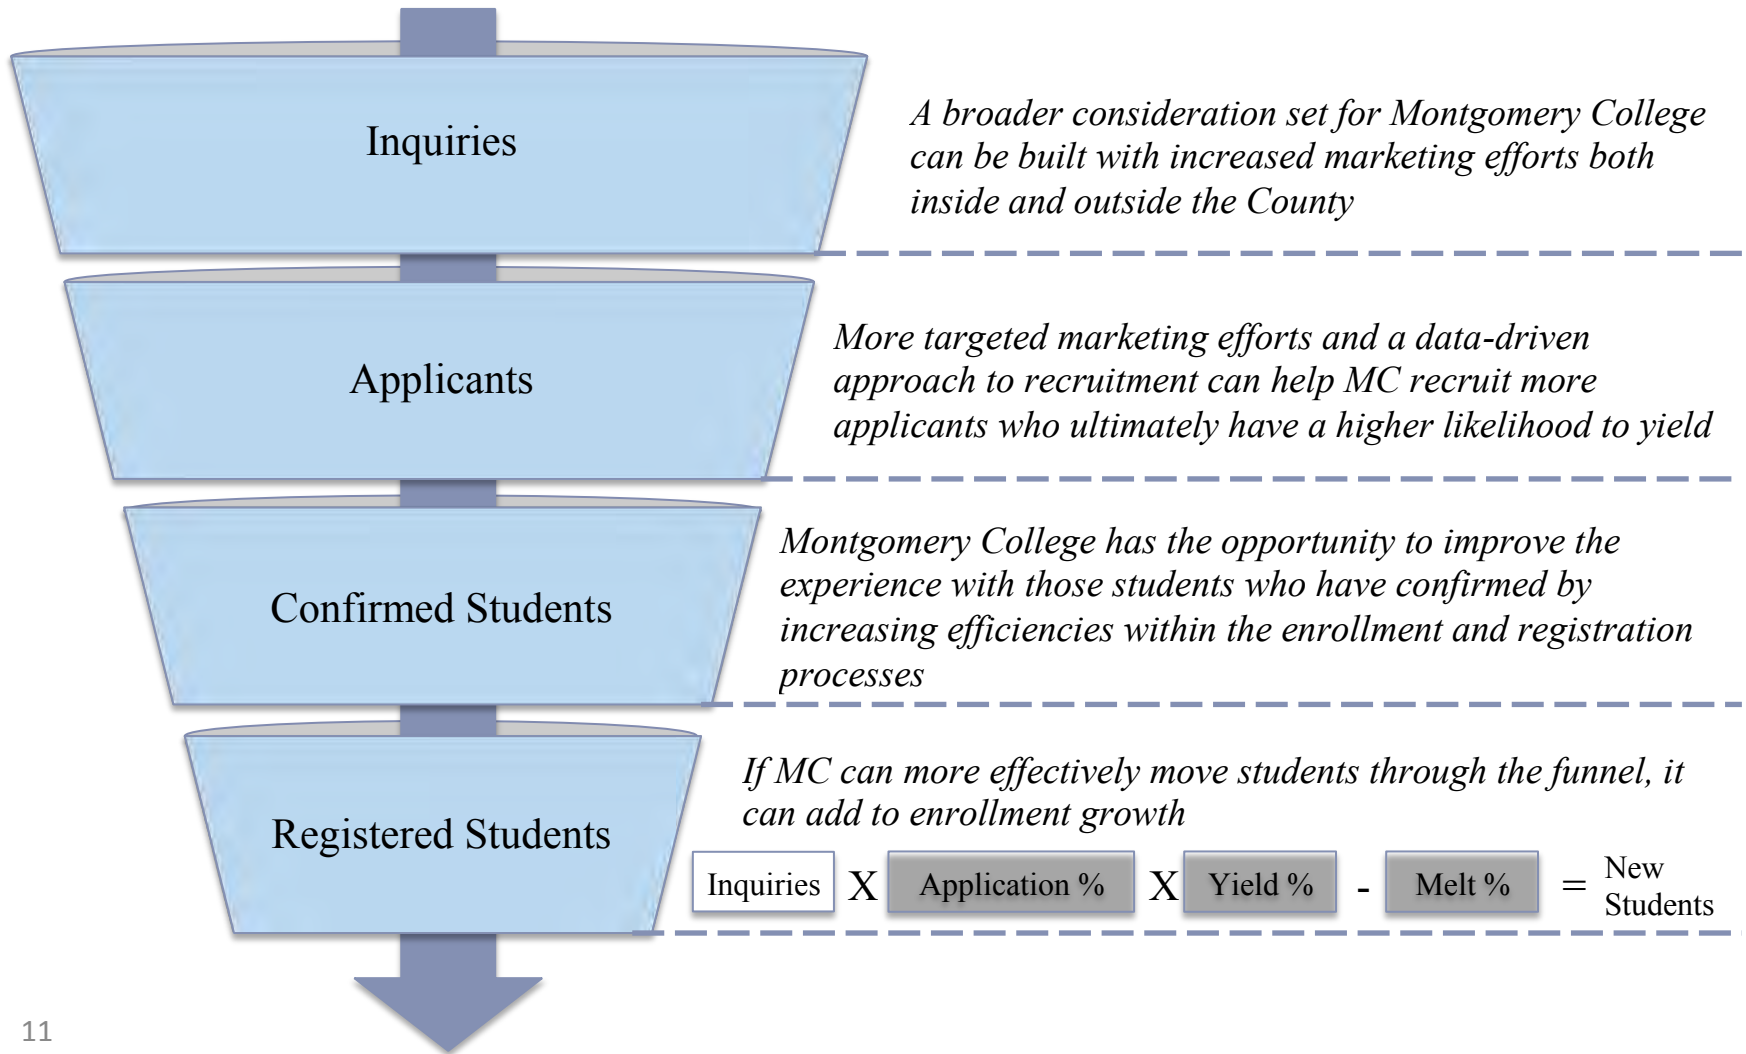 Inquiries
A broader consideration set for Montgomery College
can be built with increased marketing efforts both
inside and outside the County
Applicants
More targeted marketing efforts and a data-driven
approach to recruitment can help MC recruit more
applicants who ultimately have a higher likelihood to yield
Confirmed Students
Montgomery College has the opportunity to improve the
experience with those students who have confirmed by
increasing efficiencies within the enrollment and registration
processes
Registered Students
If MC can more effectively move students through the funnel, it
can add to enrollment growth
Inquiries X Application % X Yield % - Melt % = New
Students
11